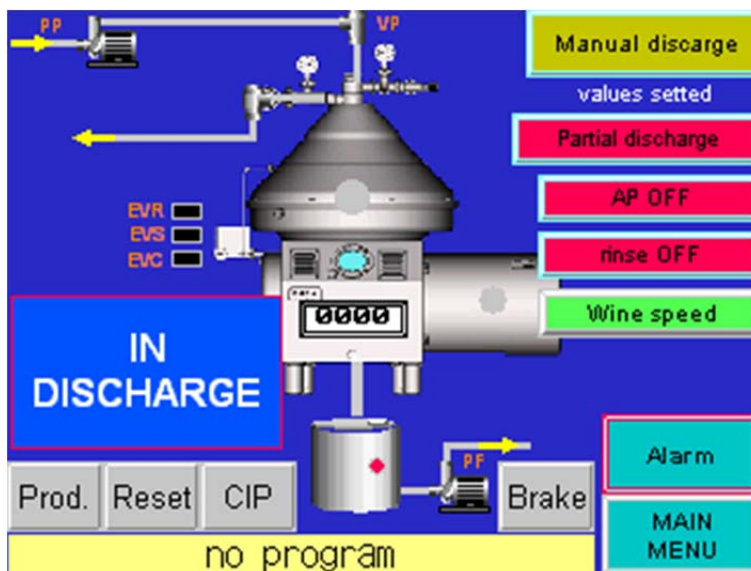 PP
VP
Manual discarge
values setted
Partial discharge
AP OFF
EVR
EVS
EVC
rinse OFF
Wine speed
0000
IN
DISCHARGE
Alarm
PF
Prod.
Reset
CIP
Brake
MAIN
MENU
no program